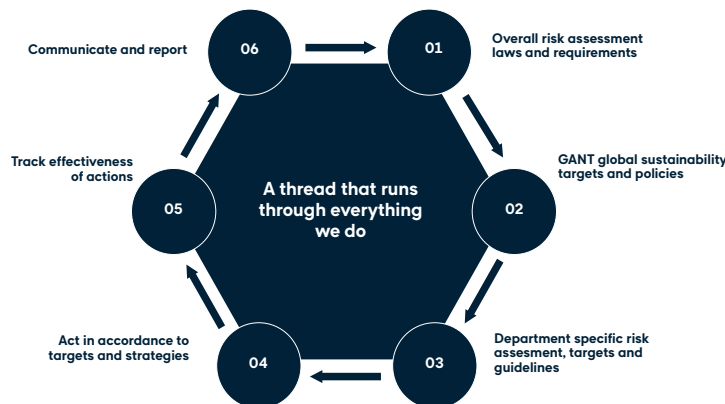 06
Communicate and report
01
Overall risk assessment
laws and requirements
GANT global sustainability
targets and policies
02
Track effectiveness
of actions
05
A thread that runs
through everything
we do
Act in accordance to
targets and strategies
04
03
Department specific risk
assesment, targets and
guidelines